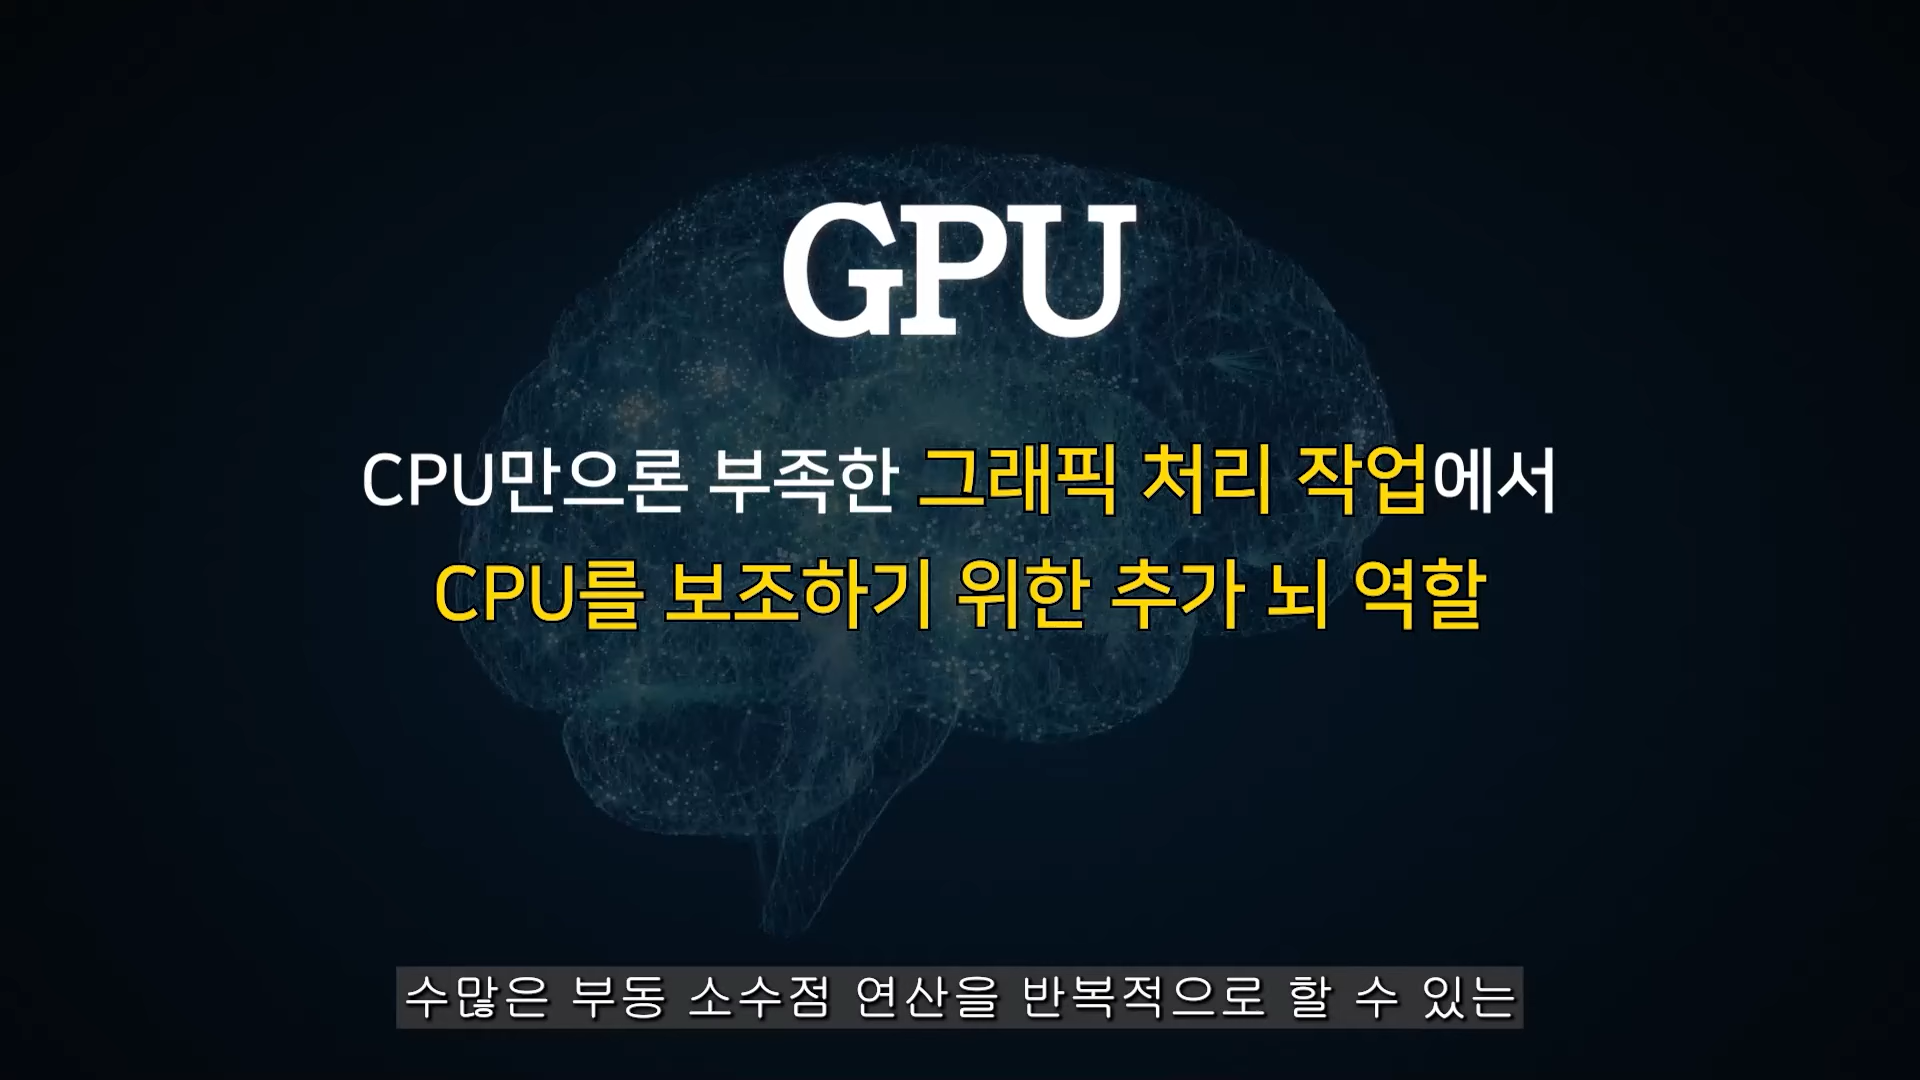 GPU
CPU만으론 부족한 그래픽 처리 작업에서
CPU를 보조하기 위한 추가 뇌 역할
수많은 부동 소수점 연산을 반복적으로 할 수 있는